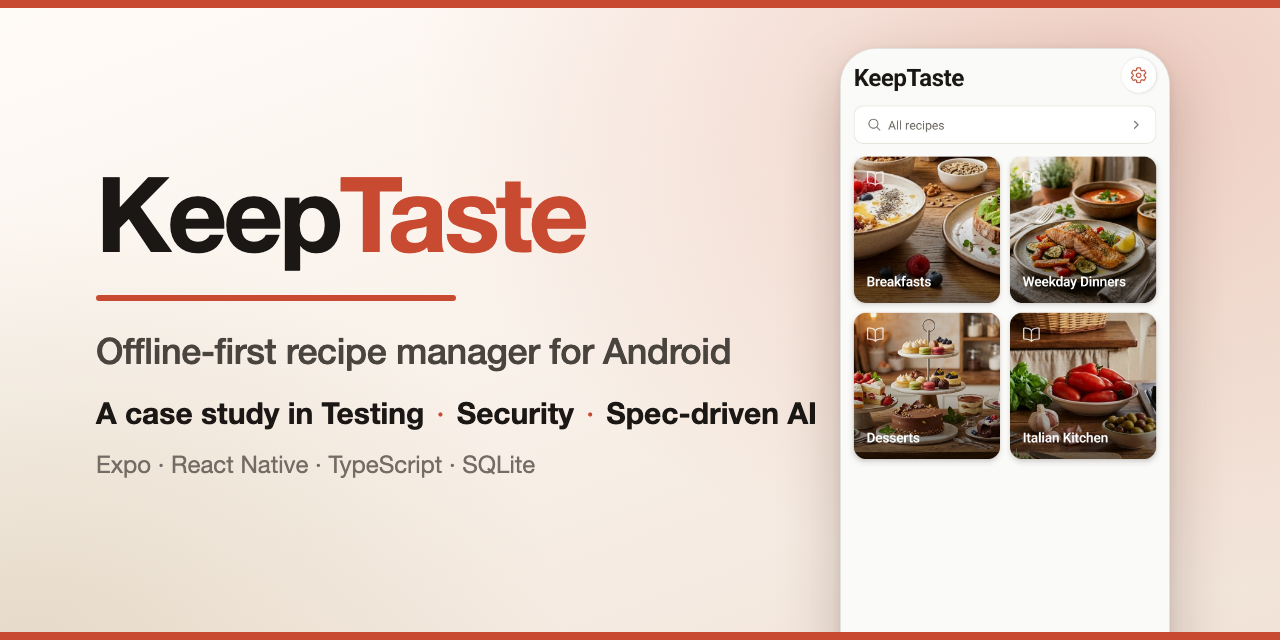 KeepTaste
Offline-first recipe manager for Android
A case study in Testing · Security · Spec-driven AI
Expo · React Native · TypeScript · SQLite
KeepTaste
All recipes
Breakfasts
Weekday Dinners
Desserts
Italian Kitchen